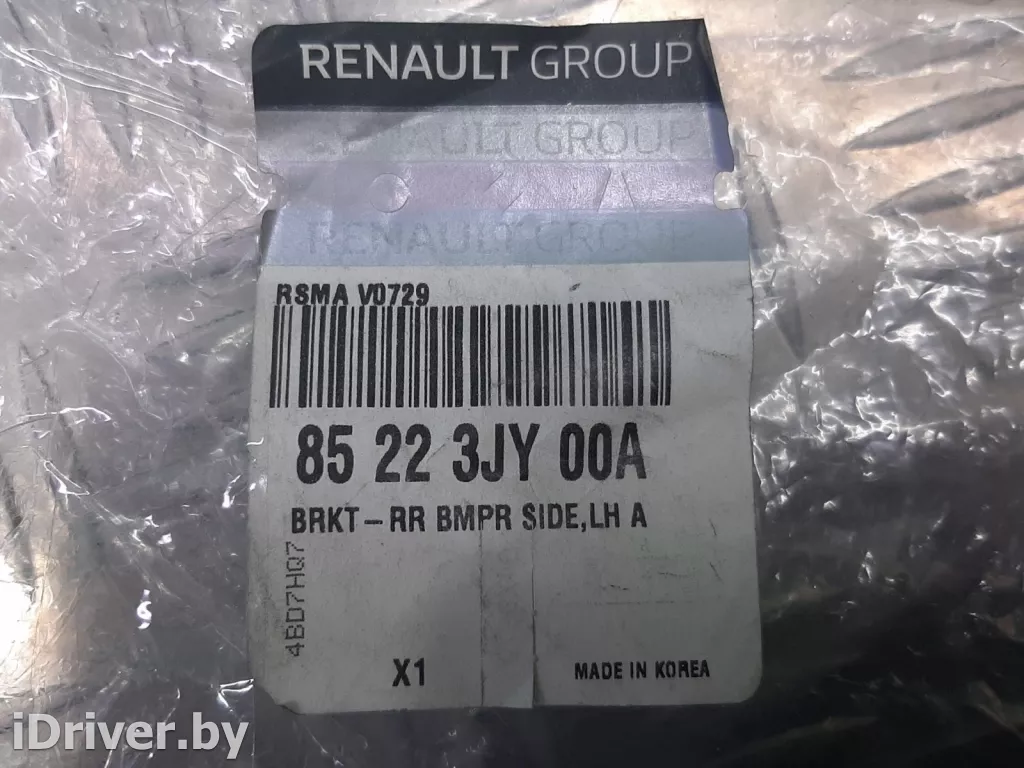 RENAULT GROUP
RENAULT GROUP
RENAULT GROUP
RSMA V0729
85 22 3JY 00A
BRKT-RR BMPR SIDE,LH A
4BD7HQ7
X1
MADE IN KOREA
iDriver.by